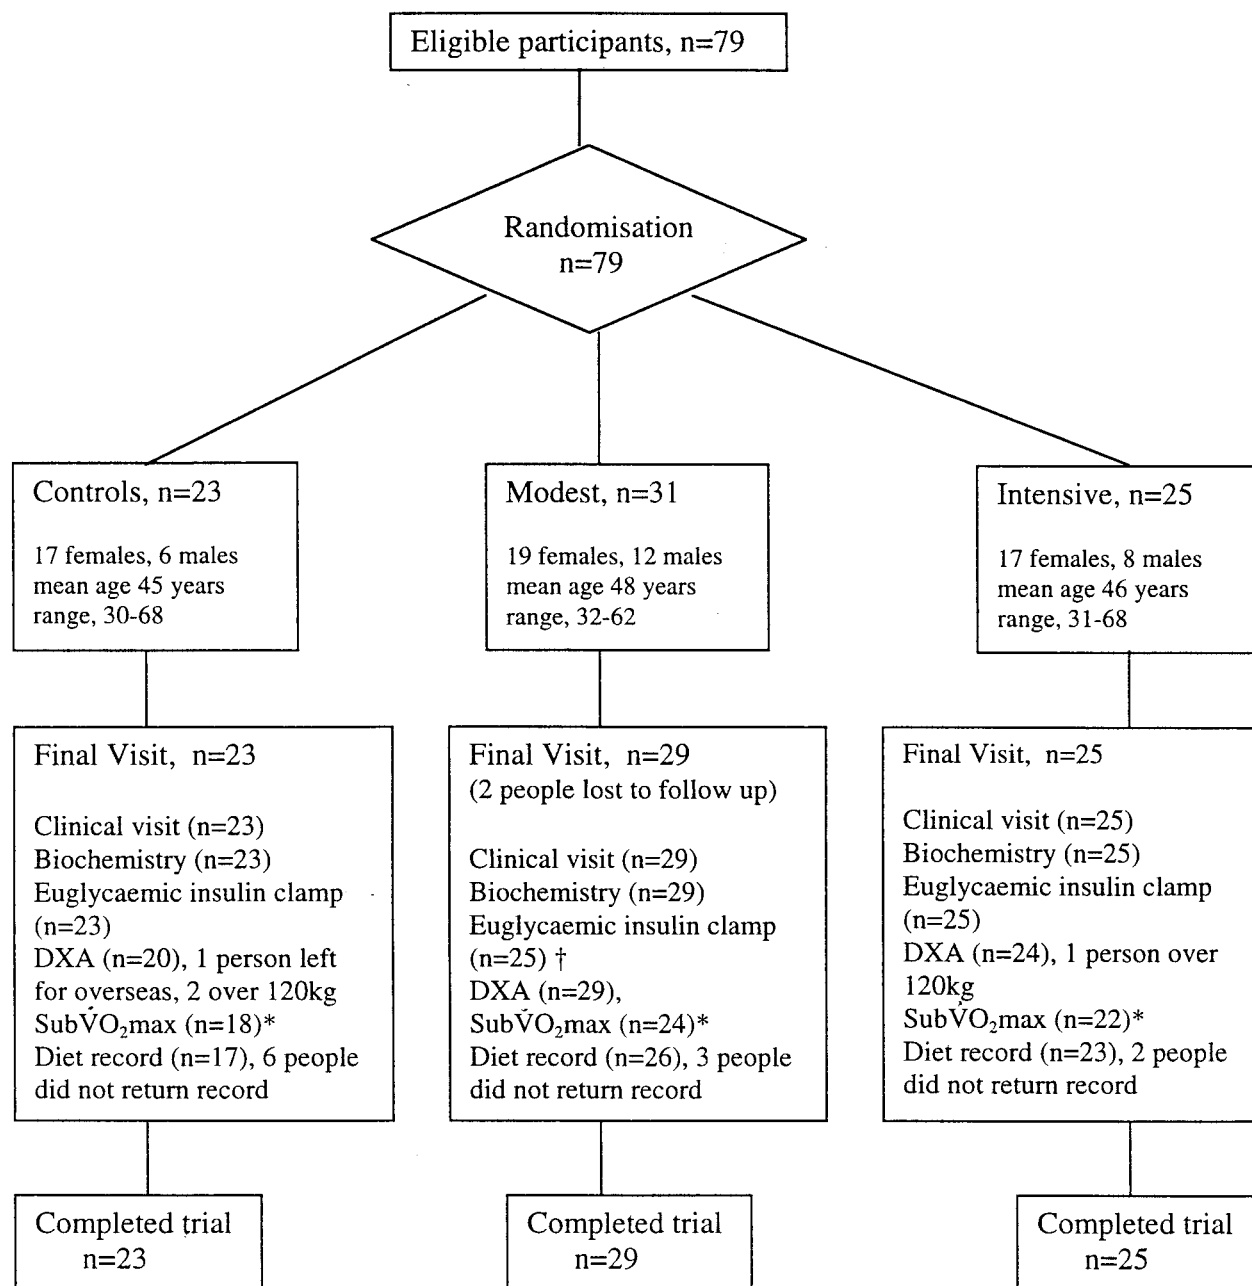 Eligible participants, n=79
Randomisation
n=79
Controls, n=23
17 females, 6 males
mean age 45 years
range, 30-68
Modest, n=31
19 females, 12 males
mean age 48 years
range, 32-62
Intensive, n=25
17 females, 8 males
mean age 46 years
range, 31-68
Final Visit, n=23
Clinical visit (n=23)
Biochemistry (n=23)
Euglycaemic insulin clamp
(n=23)
DXA (n=20), 1 person left
for overseas, 2 over 120kg
SubV̇O₂max (n=18)*
Diet record (n=17), 6 people
did not return record
Final Visit, n=29
(2 people lost to follow up)
Clinical visit (n=29)
Biochemistry (n=29)
Euglycaemic insulin clamp
(n=25) †
DXA (n=29),
SubV̇O₂max (n=24)*
Diet record (n=26), 3 people
did not return record
Final Visit, n=25
Clinical visit (n=25)
Biochemistry (n=25)
Euglycaemic insulin clamp
(n=25)
DXA (n=24), 1 person over
120kg
SubV̇O₂max (n=22)*
Diet record (n=23), 2 people
did not return record
Completed trial
n=23
Completed trial
n=29
Completed trial
n=25